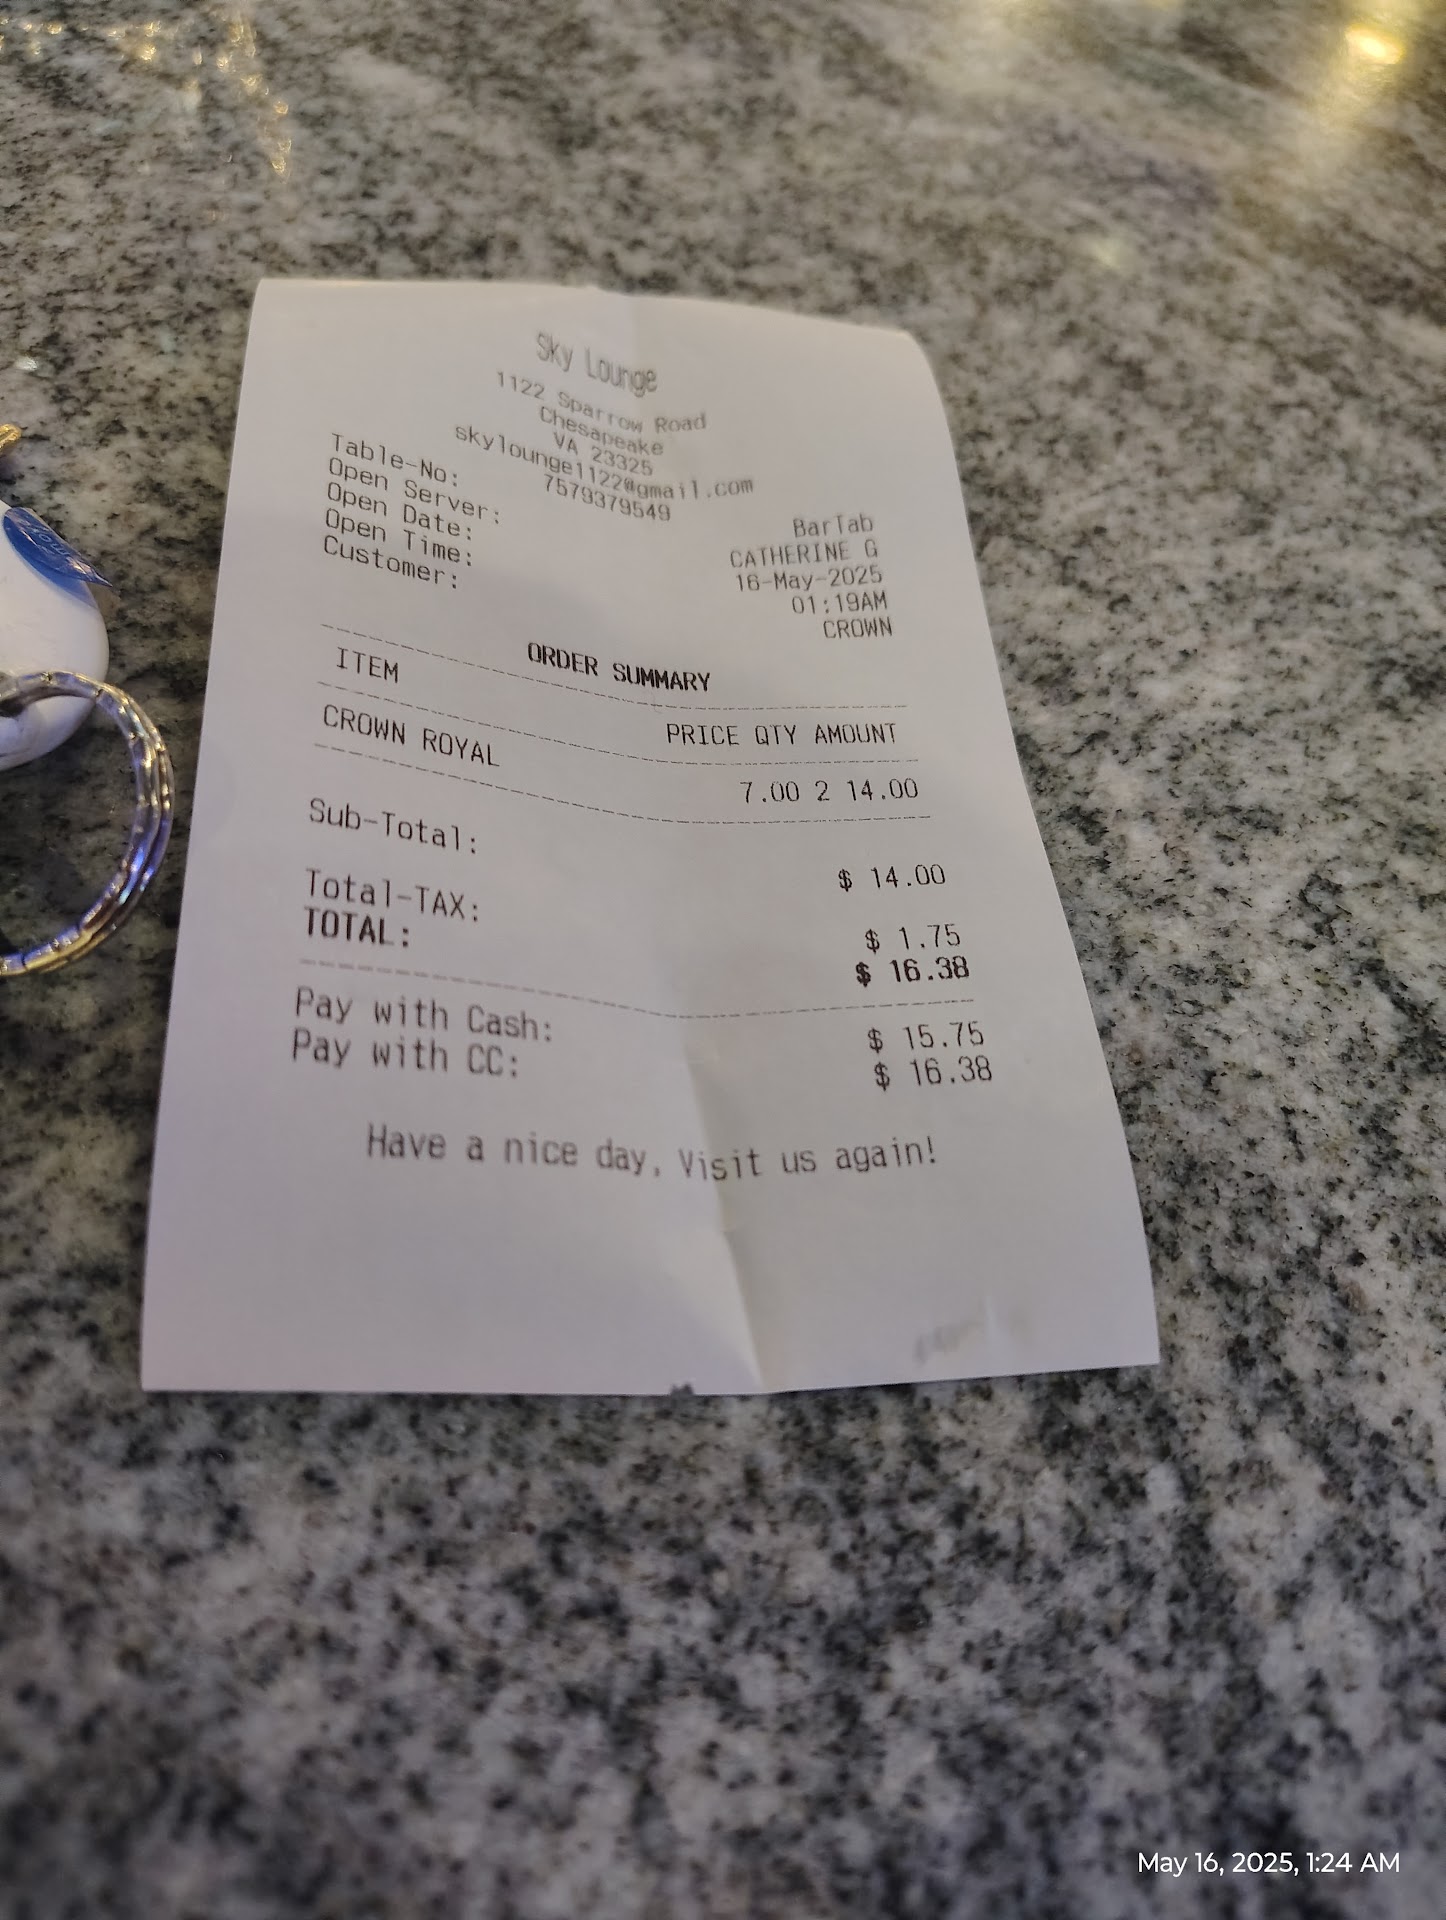 Sky Lounge
1122 Sparrow Road
Chesapeake
VA 23325
skylounge1122@gmail.com
7579379549
Table-No: BarTab
Open Server: CATHERINE G
Open Date: 16-May-2025
Open Time: 01:19AM
Customer: CROWN
ORDER SUMMARY
ITEM PRICE QTY AMOUNT
CROWN ROYAL 7.00 2 14.00
Sub-Total: $ 14.00
Total-TAX: $ 1.75
TOTAL: $ 16.38
Pay with Cash: $ 15.75
Pay with CC: $ 16.38
Have a nice day, Visit us again!
May 16, 2025, 1:24 AM